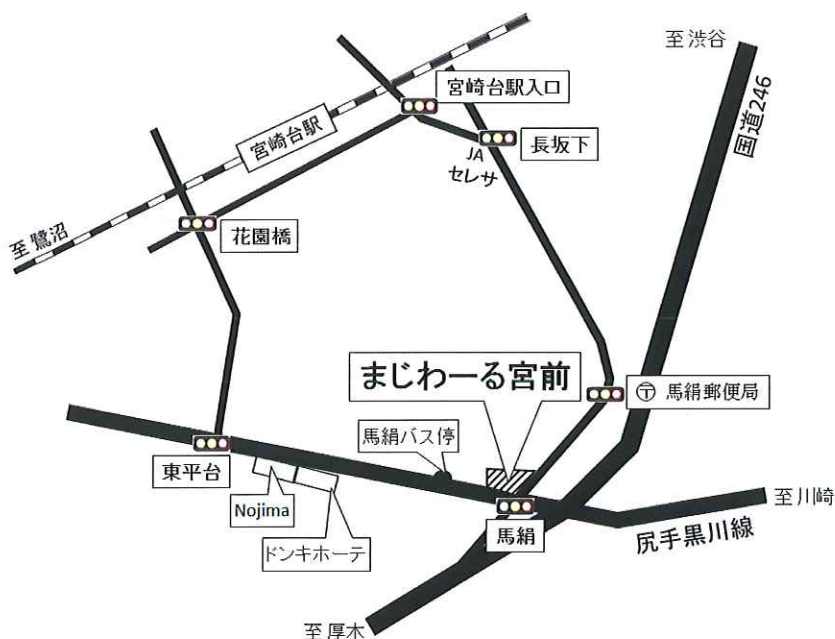 至渋谷
国道246
宮崎台駅入口
長坂下
JA
セレサ
宮崎台駅
至鷺沼
花園橋
まじわーる宮前
〒 馬絹郵便局
馬絹バス停
東平台
Nojima
ドンキホーテ
馬絹
至川崎
尻手黒川線
至厚木